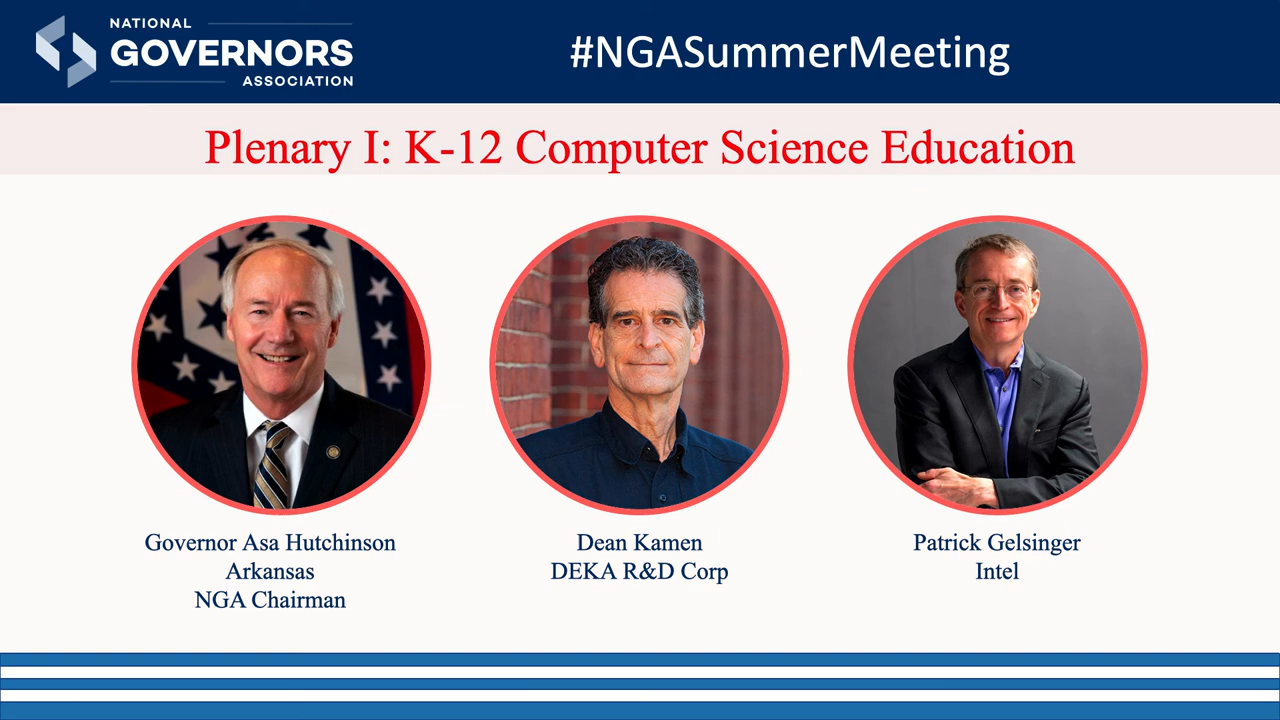 NATIONAL
GOVERNORS
ASSOCIATION
#NGASummerMeeting
Plenary I: K-12 Computer Science Education
Governor Asa Hutchinson
Arkansas
NGA Chairman
Dean Kamen
DEKA R&D Corp
Patrick Gelsinger
Intel